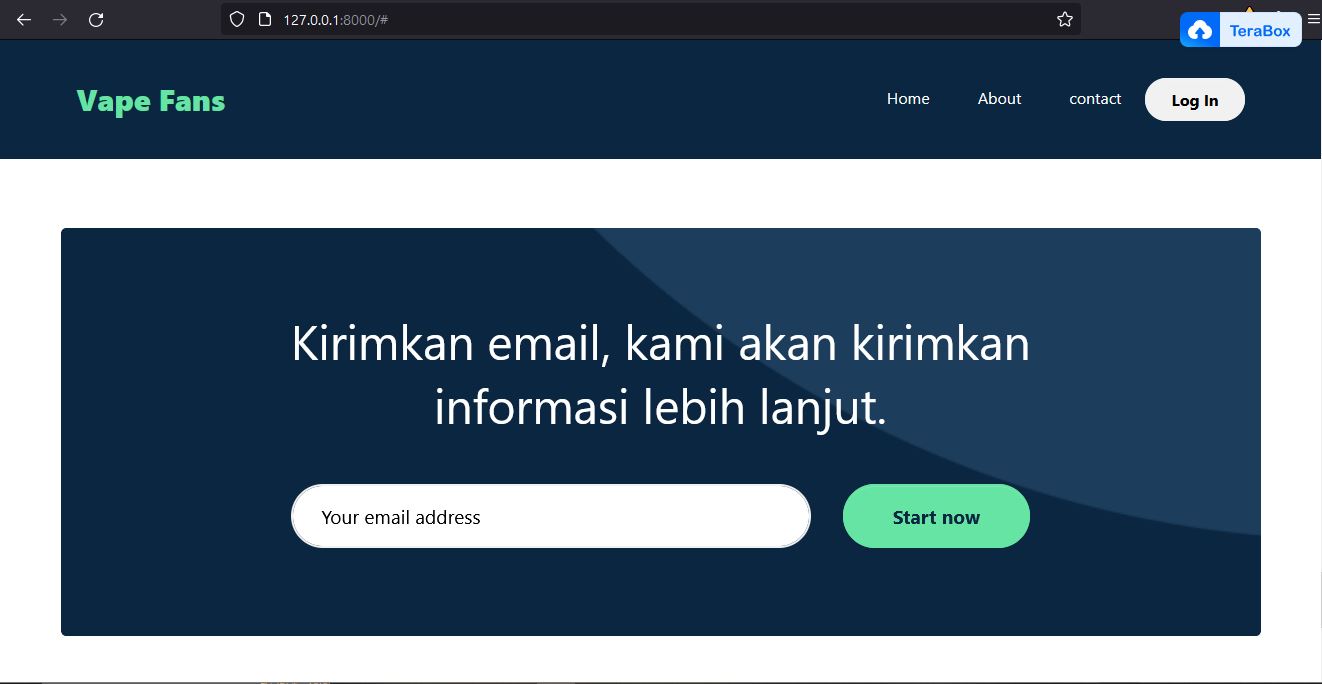 127.0.0.1:8000/#
TeraBox
Vape Fans
Home
About
contact
Log In
Kirimkan email, kami akan kirimkan
informasi lebih lanjut.
Your email address
Start now